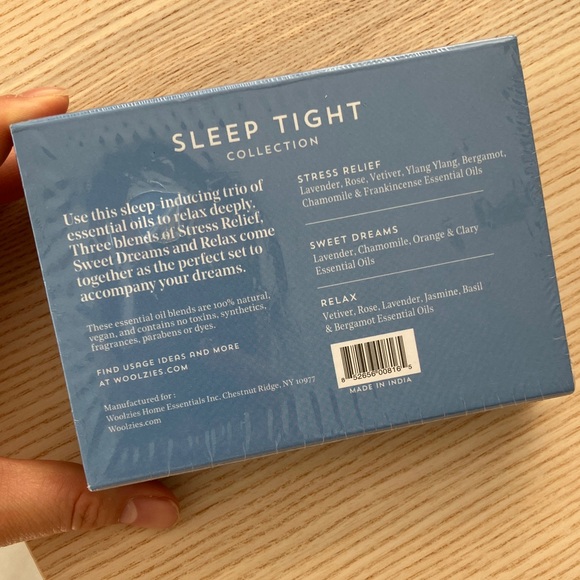 SLEEP TIGHT
COLLECTION
Use this sleep-inducing trio of
essential oils to relax deeply.
Three blends of Stress Relief,
Sweet Dreams and Relax come
together as the perfect set to
accompany your dreams.
These essential oil blends are 100% natural,
vegan, and contains no toxins, synthetics,
fragrances, parabens or dyes.
FIND USAGE IDEAS AND MORE
AT WOOLZIES.COM
Manufactured for :
Woolzies Home Essentials Inc. Chestnut Ridge, NY 10977
Woolzies.com
STRESS RELIEF
Lavender, Rose, Vetiver, Ylang Ylang, Bergamot,
Chamomile & Frankincense Essential Oils
SWEET DREAMS
Lavender, Chamomile, Orange & Clary
Essential Oils
RELAX
Vetiver, Rose, Lavender, Jasmine, Basil
& Bergamot Essential Oils
8 52656 00816 5
MADE IN INDIA